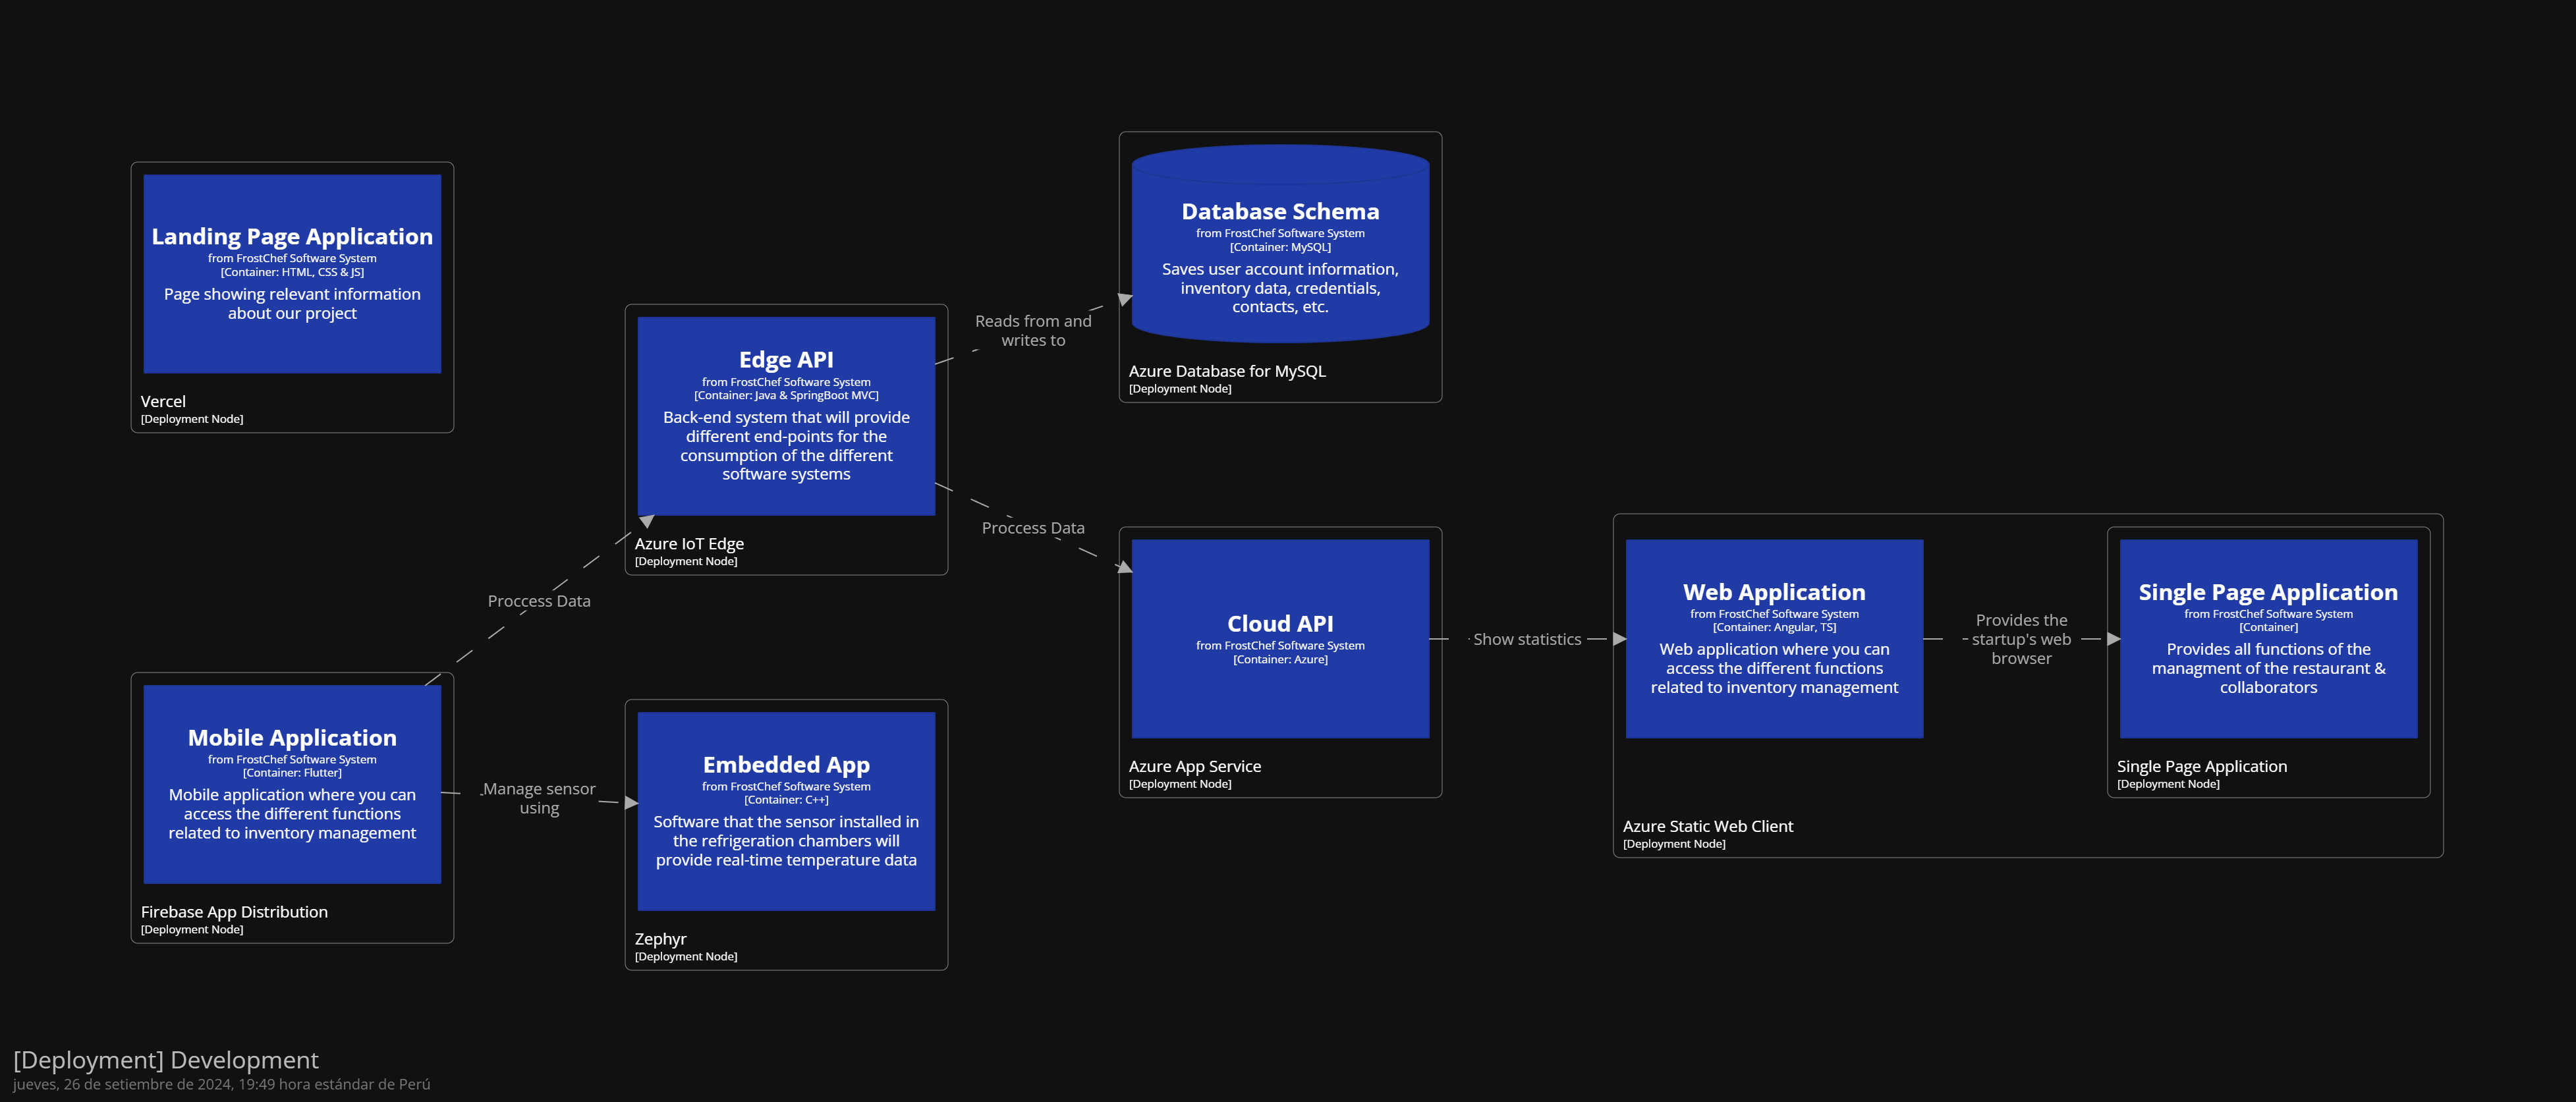 Landing Page Application
from FrostChef Software System
[Container: HTML, CSS & JS]
Page showing relevant information
about our project
Vercel
[Deployment Node]
Mobile Application
from FrostChef Software System
[Container: Flutter]
Mobile application where you can
access the different functions
related to inventory management
Firebase App Distribution
[Deployment Node]
Proccess Data
Manage sensor
using
Edge API
from FrostChef Software System
[Container: Java & SpringBoot MVC]
Back-end system that will provide
different end-points for the
consumption of the different
software systems
Azure IoT Edge
[Deployment Node]
Embedded App
from FrostChef Software System
[Container: C++]
Software that the sensor installed in
the refrigeration chambers will
provide real-time temperature data
Zephyr
[Deployment Node]
Reads from and
writes to
Proccess Data
Database Schema
from FrostChef Software System
[Container: MySQL]
Saves user account information,
inventory data, credentials,
contacts, etc.
Azure Database for MySQL
[Deployment Node]
Cloud API
from FrostChef Software System
[Container: Azure]
Azure App Service
[Deployment Node]
Show statistics
Web Application
from FrostChef Software System
[Container: Angular, TS]
Web application where you can
access the different functions
related to inventory management
Provides the
startup's web
browser
Single Page Application
from FrostChef Software System
[Container]
Provides all functions of the
managment of the restaurant &
collaborators
Single Page Application
[Deployment Node]
Azure Static Web Client
[Deployment Node]
[Deployment] Development
jueves, 26 de setiembre de 2024, 19:49 hora estándar de Perú